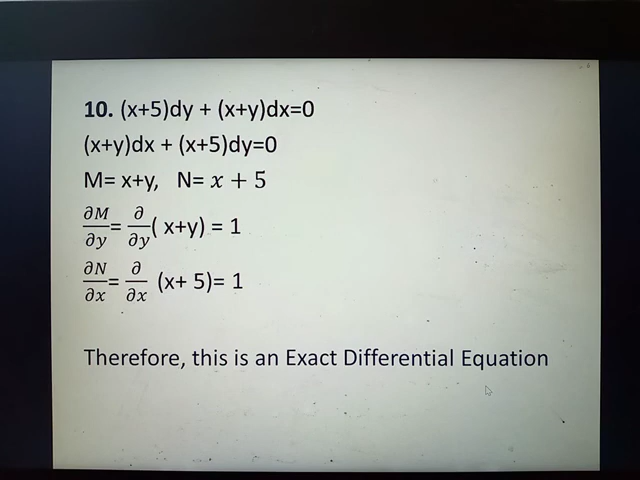 10. (x+5)dy + (x+y)dx=0
(x+y)dx + (x+5)dy=0
M= x+y, N= x + 5
∂M/∂y = ∂/∂y ( x+y) = 1
∂N/∂x = ∂/∂x (x+ 5)= 1
Therefore, this is an Exact Differential Equation